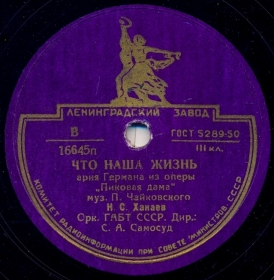 ЛЕНИНГРАДСКИЙ ЗАВОД
В
ГОСТ 5289-50
16645п
III кл.
ЧТО НАША ЖИЗНЬ
ария Германа из оперы
„Пиковая дама"
муз. П. Чайковского
Н. С. Ханаев
Орк. ГАБТ СССР. Дир.:
С. А. Самосуд
КОМИТЕТ РАДИОИНФОРМАЦИИ ПРИ СОВЕТЕ МИНИСТРОВ СССР